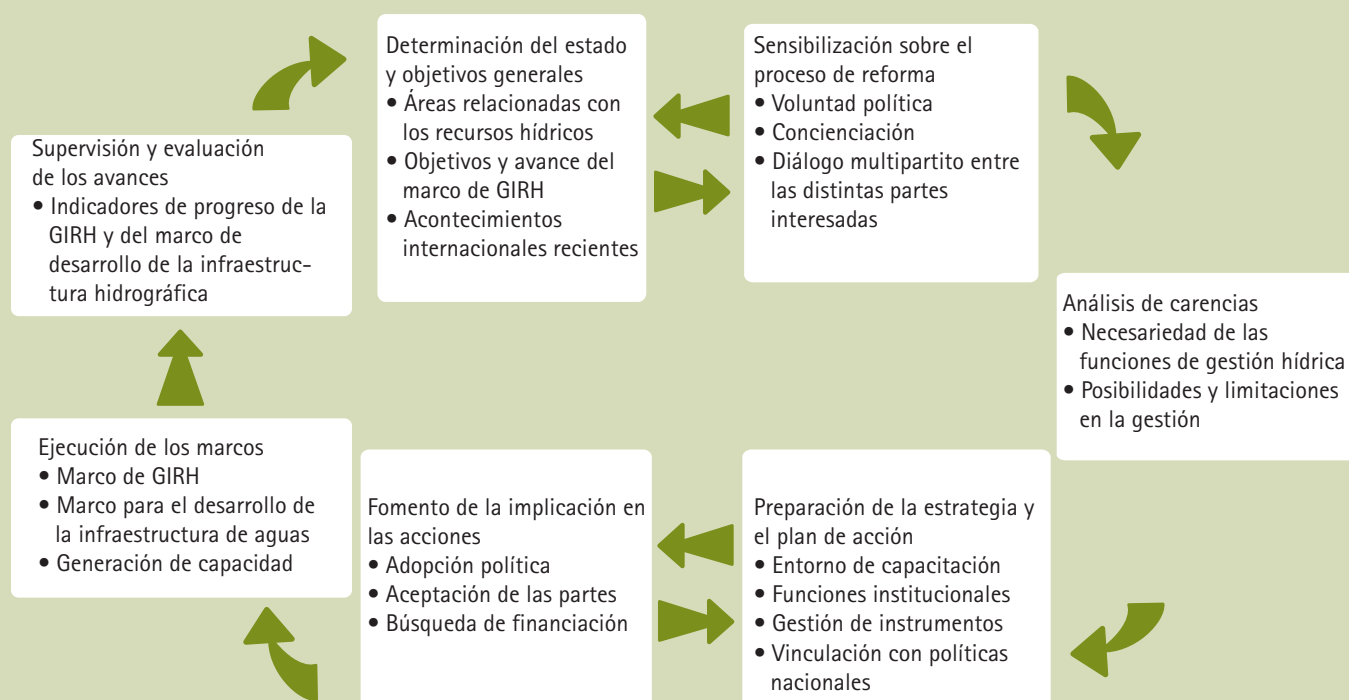 Determinación del estado
y objetivos generales
• Áreas relacionadas con
los recursos hídricos
• Objetivos y avance del
marco de GIRH
• Acontecimientos
internacionales recientes
Sensibilización sobre el
proceso de reforma
• Voluntad política
• Concienciación
• Diálogo multipartito entre
las distintas partes
interesadas
Análisis de carencias
• Necesariedad de las
funciones de gestión hídrica
• Posibilidades y limitaciones
en la gestión
Preparación de la estrategia y
el plan de acción
• Entorno de capacitación
• Funciones institucionales
• Gestión de instrumentos
• Vinculación con políticas
nacionales
Fomento de la implicación en
las acciones
• Adopción política
• Aceptación de las partes
• Búsqueda de financiación
Ejecución de los marcos
• Marco de GIRH
• Marco para el desarrollo de
la infraestructura de aguas
• Generación de capacidad
Supervisión y evaluación
de los avances
• Indicadores de progreso de la
GIRH y del marco de
desarrollo de la infraestruc-
tura hidrográfica